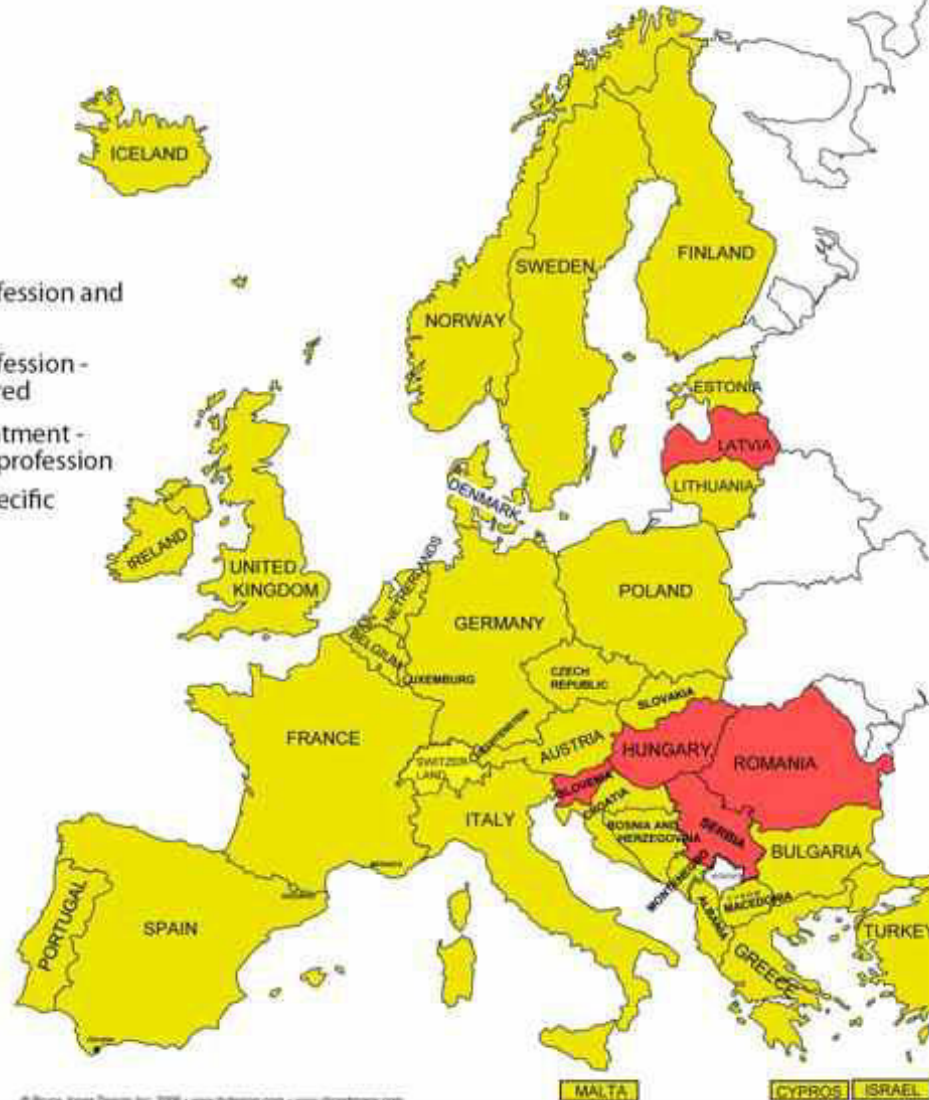 ICELAND
fession and
fession -
red
tment -
profession
ecific
NORWAY
SWEDEN
FINLAND
ESTONIA
LATVIA
LITHUANIA
DENMARK
IRELAND
UNITED
KINGDOM
NETHERLANDS
BELGIUM
LUXEMBURG
GERMANY
POLAND
CZECH
REPUBLIC
SLOVAKIA
FRANCE
SWITZER
LAND
AUSTRIA
HUNGARY
ROMANIA
SLOVENIA
CROATIA
ITALY
BOSNIA AND
HERZEGOVINA
SERBIA
BULGARIA
MONTENEGRO
MACEDONIA
ALBANIA
GREECE
TURKEY
PORTUGAL
SPAIN
MALTA
CYPROS
ISRAEL